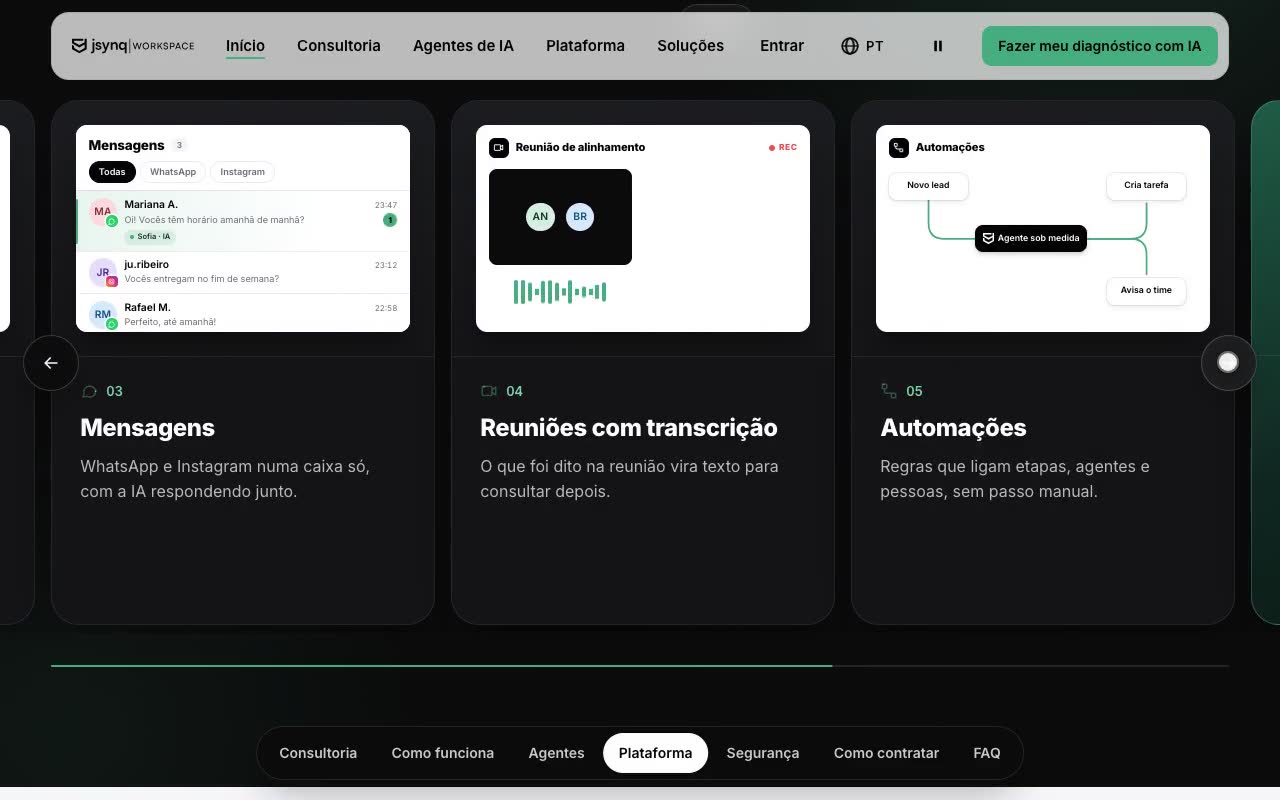 jsynq|WORKSPACE
Início
Consultoria
Agentes de IA
Plataforma
Soluções
Entrar
PT
Fazer meu diagnóstico com IA
Mensagens 3
Todas
WhatsApp
Instagram
MA
Mariana A.
23:47
Oi! Vocês têm horário amanhã de manhã?
1
Sofia · IA
JR
ju.ribeiro
23:12
Vocês entregam no fim de semana?
RM
Rafael M.
22:58
Perfeito, até amanhã!
03
Mensagens
WhatsApp e Instagram numa caixa só,
com a IA respondendo junto.
Reunião de alinhamento
REC
AN
BR
04
Reuniões com transcrição
O que foi dito na reunião vira texto para
consultar depois.
Automações
Novo lead
Cria tarefa
Agente sob medida
Avisa o time
05
Automações
Regras que ligam etapas, agentes e
pessoas, sem passo manual.
Consultoria
Como funciona
Agentes
Plataforma
Segurança
Como contratar
FAQ